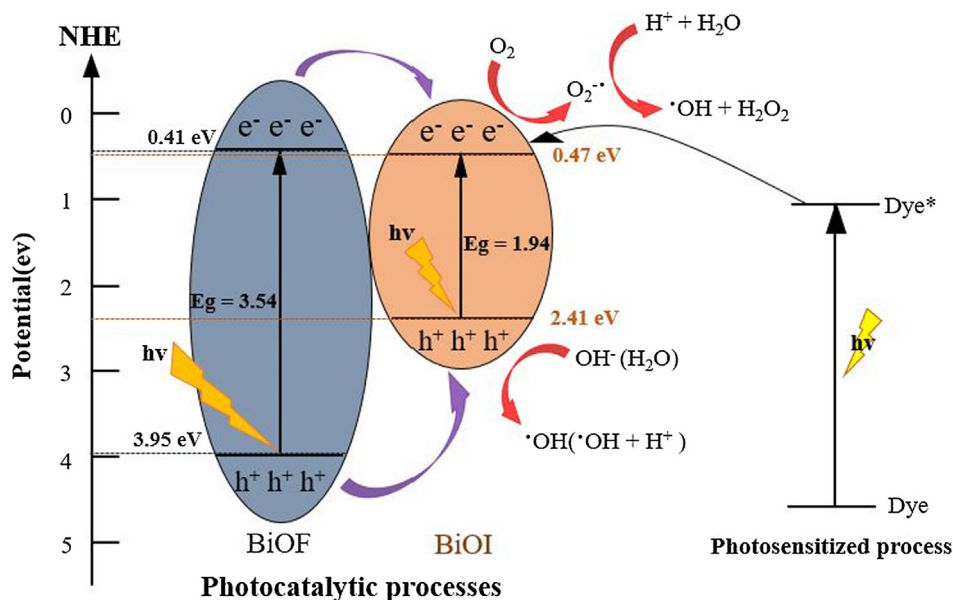 NHE
Potential(ev)
0
1
2
3
4
5
0.41 eV
3.95 eV
e⁻ e⁻ e⁻
Eg = 3.54
hv
h⁺ h⁺ h⁺
BiOF
e⁻ e⁻ e⁻
0.47 eV
hv
Eg = 1.94
2.41 eV
h⁺ h⁺ h⁺
BiOI
O₂
O₂⁻•
H⁺ + H2O
•OH + H₂O₂
OH⁻(H₂O)
•OH(•OH + H⁺ )
Dye*
hv
Dye
Photosensitized process
Photocatalytic processes